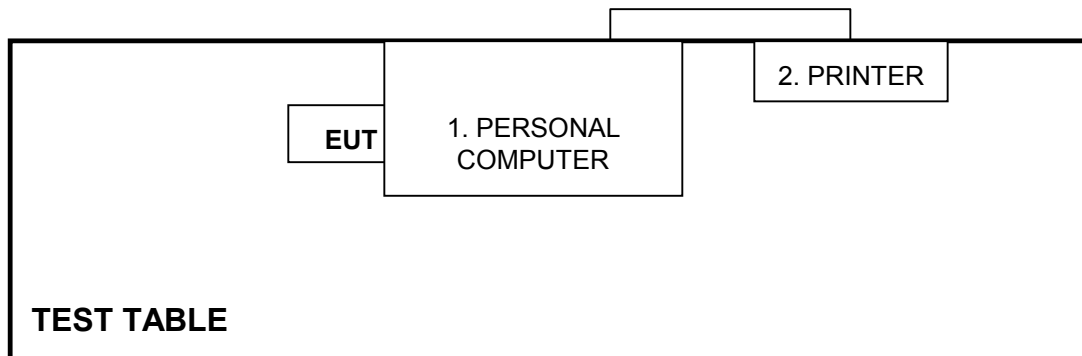 2. PRINTER
EUT
1. PERSONAL
COMPUTER
TEST TABLE